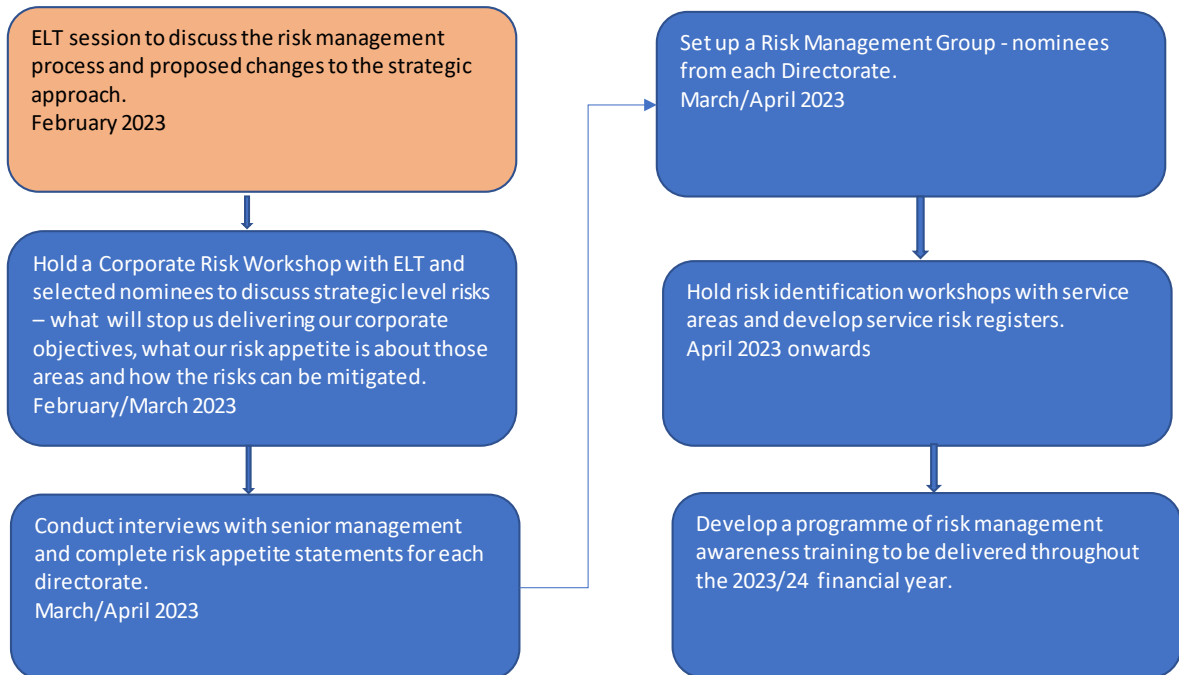 ELT session to discuss the risk management
process and proposed changes to the strategic
approach.
February 2023
Hold a Corporate Risk Workshop with ELT and
selected nominees to discuss strategic level risks
– what will stop us delivering our corporate
objectives, what our risk appetite is about those
areas and how the risks can be mitigated.
February/March 2023
Conduct interviews with senior management
and complete risk appetite statements for each
directorate.
March/April 2023
Set up a Risk Management Group - nominees
from each Directorate.
March/April 2023
Hold risk identification workshops with service
areas and develop service risk registers.
April 2023 onwards
Develop a programme of risk management
awareness training to be delivered throughout
the 2023/24 financial year.